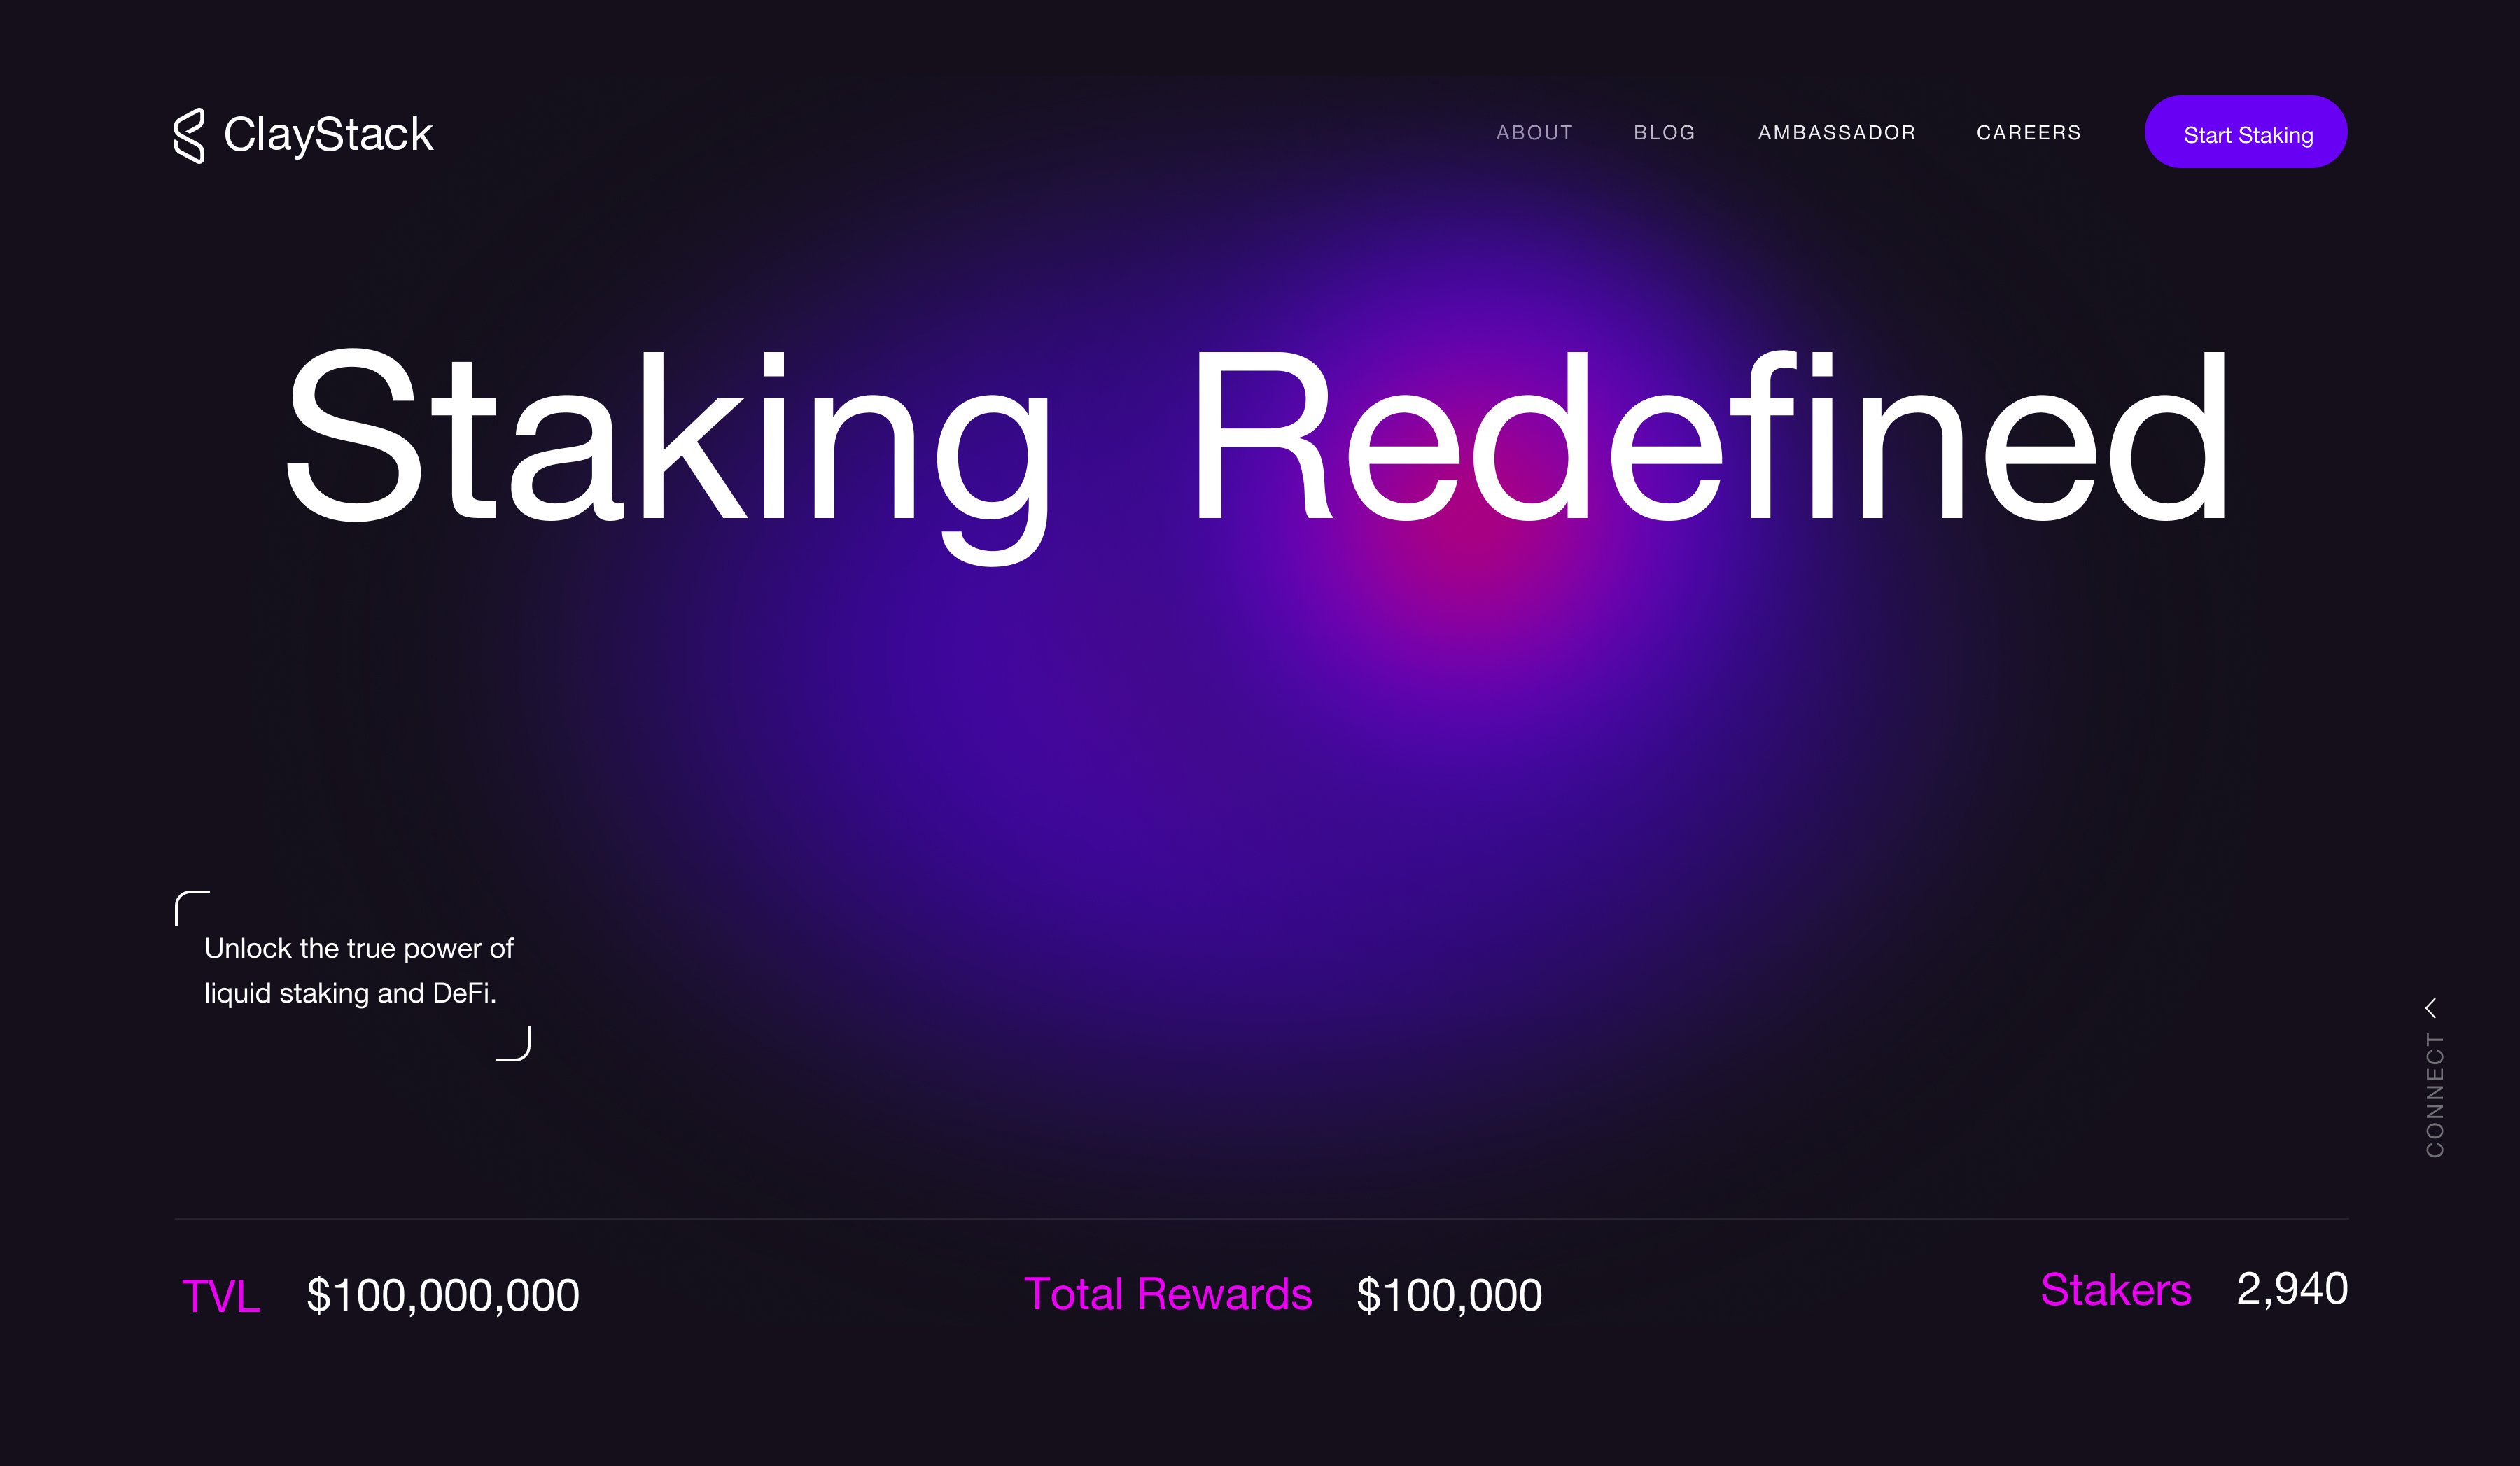 ClayStack
ABOUT BLOG AMBASSADOR CAREERS Start Staking
Staking Redefined
Unlock the true power of
liquid staking and DeFi.
CONNECT
TVL $100,000,000 Total Rewards $100,000 Stakers 2,940